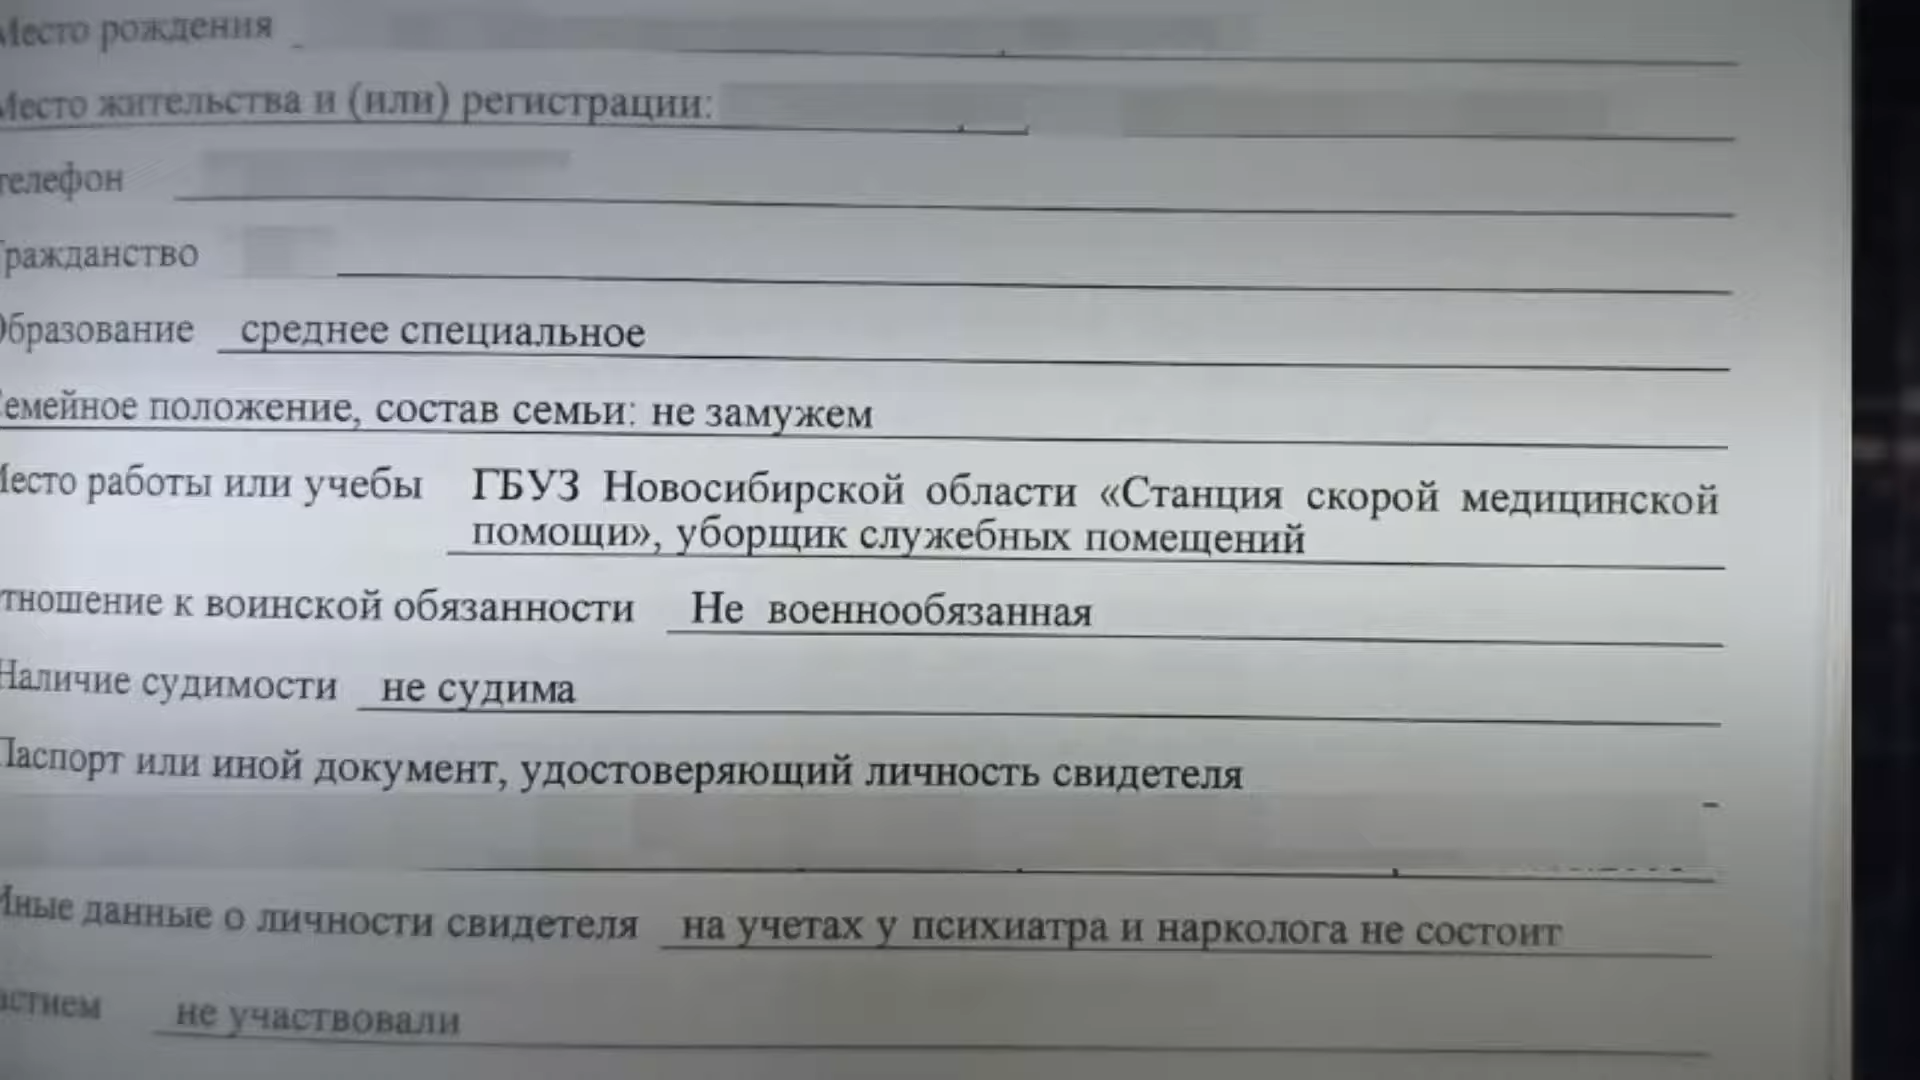 Место рождения
Место жительства и (или) регистрации:
телефон
Гражданство
Образование среднее специальное
Семейное положение, состав семьи: не замужем
Место работы или учебы ГБУЗ Новосибирской области «Станция скорой медицинской
помощи», уборщик служебных помещений
тношение к воинской обязанности Не военнообязанная
Наличие судимости не судима
Паспорт или иной документ, удостоверяющий личность свидетеля
Иные данные о личности свидетеля на учетах у психиатра и нарколога не состоит
астием не участвовали